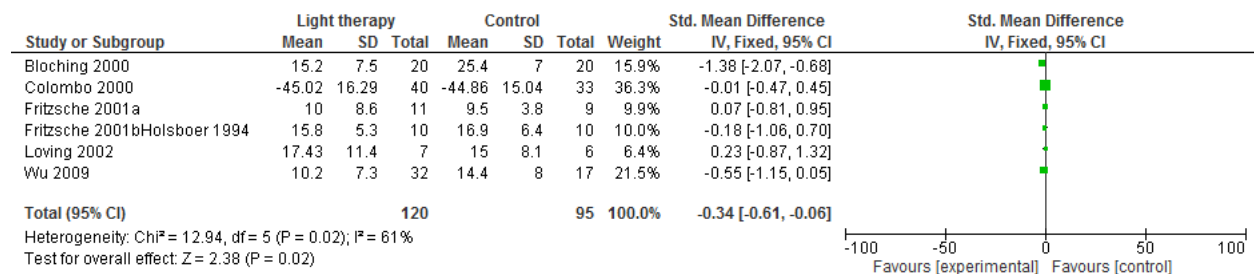 Light therapy Control Std. Mean Difference Std. Mean Difference
Study or Subgroup Mean SD Total Mean SD Total Weight IV, Fixed, 95% CI IV, Fixed, 95% CI
Bloching 2000 15.2 7.5 20 25.4 7 20 15.9% -1.38 [-2.07, -0.68]
Colombo 2000 -45.02 16.29 40 -44.86 15.04 33 36.3% -0.01 [-0.47, 0.45]
Fritzsche 2001a 10 8.6 11 9.5 3.8 9 9.9% 0.07 [-0.81, 0.95]
Fritzsche 2001bHolsboer 1994 15.8 5.3 10 16.9 6.4 10 10.0% -0.18 [-1.06, 0.70]
Loving 2002 17.43 11.4 7 15 8.1 6 6.4% 0.23 [-0.87, 1.32]
Wu 2009 10.2 7.3 32 14.4 8 17 21.5% -0.55 [-1.15, 0.05]
Total (95% CI) 120 95 100.0% -0.34 [-0.61, -0.06]
Heterogeneity: Chi² = 12.94, df = 5 (P = 0.02); I² = 61%
Test for overall effect: Z = 2.38 (P = 0.02)
-100 -50 0 50 100
Favours [experimental] Favours [control]